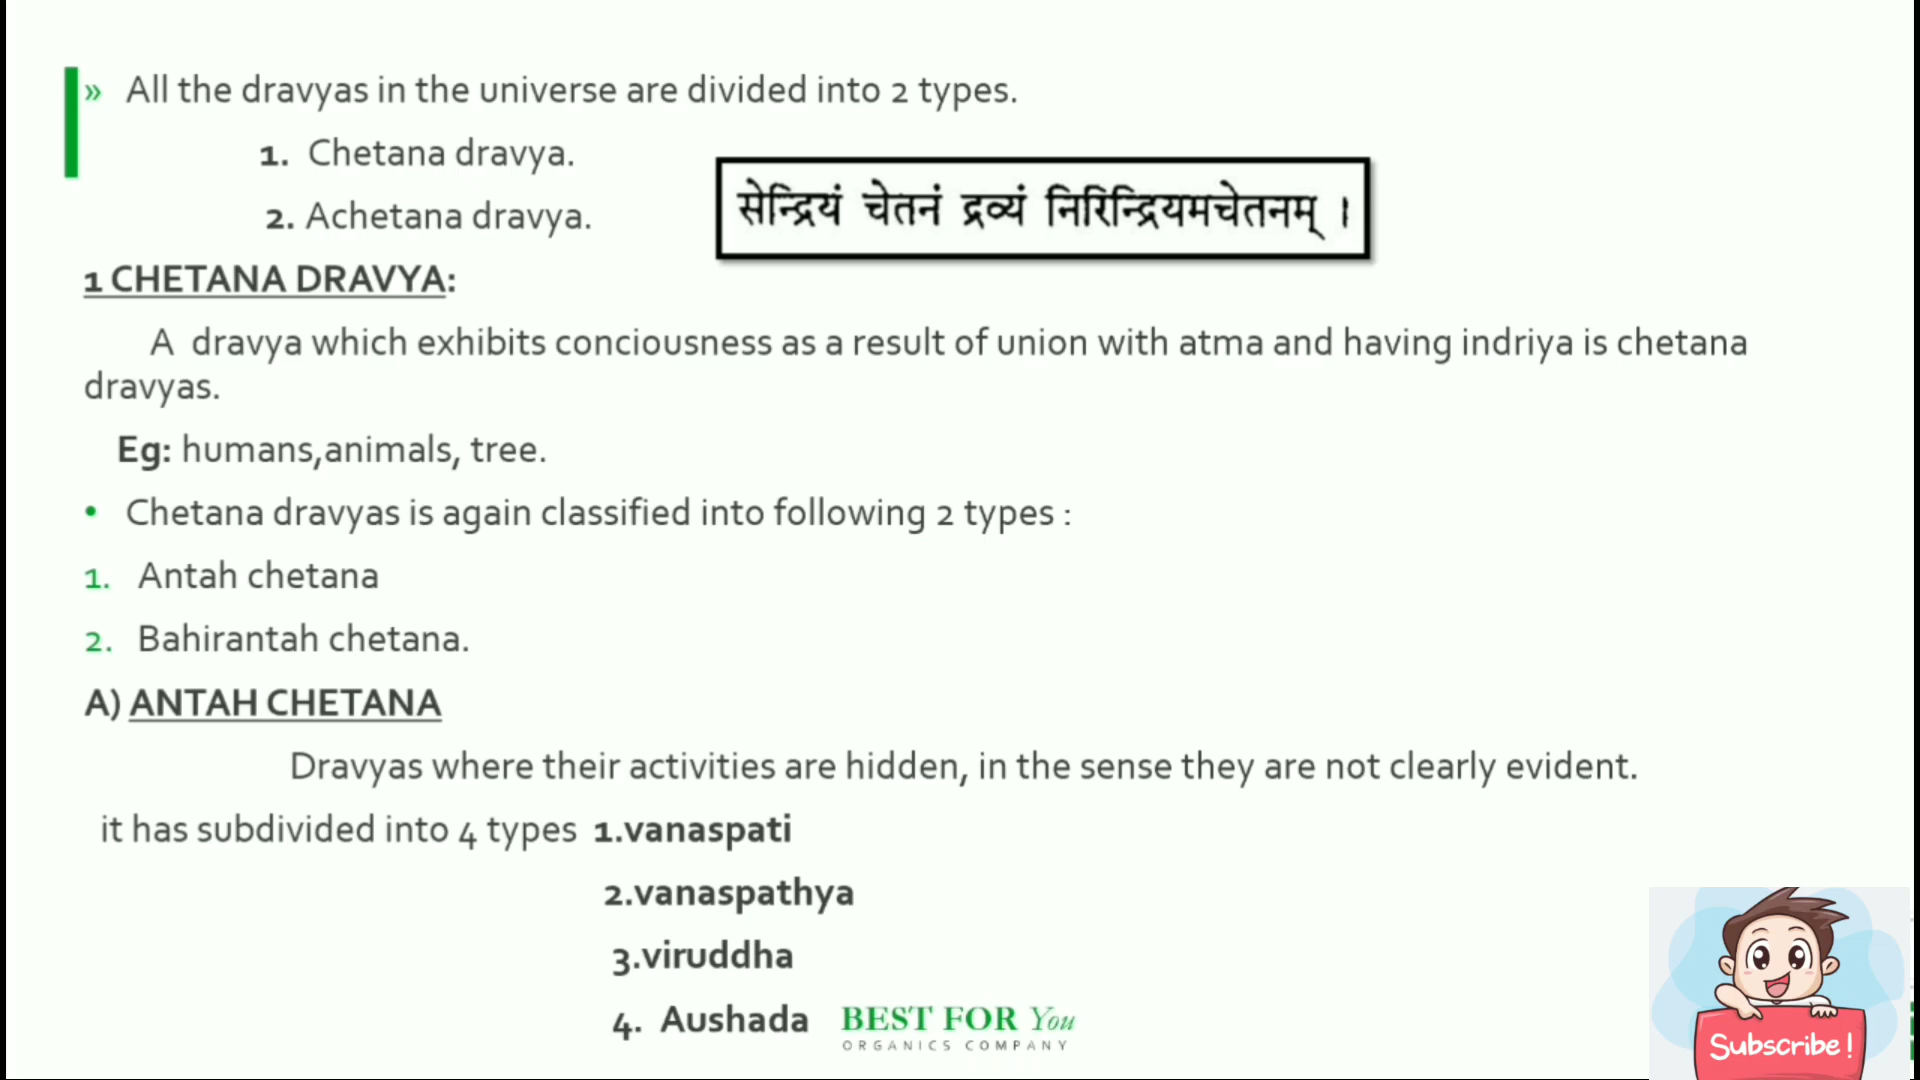 » All the dravyas in the universe are divided into 2 types.
1. Chetana dravya.
सेन्द्रियं चेतनं द्रव्यं निरिन्द्रियमचेतनम् ।
2. Achetana dravya.
1 CHETANA DRAVYA:
A dravya which exhibits conciousness as a result of union with atma and having indriya is chetana
dravyas.
Eg: humans,animals, tree.
• Chetana dravyas is again classified into following 2 types :
1. Antah chetana
2. Bahirantah chetana.
A) ANTAH CHETANA
Dravyas where their activities are hidden, in the sense they are not clearly evident.
it has subdivided into 4 types 1.vanaspati
2.vanaspathya
3.viruddha
4. Aushada
BEST FOR You
ORGANICS COMPANY
Subscribe!